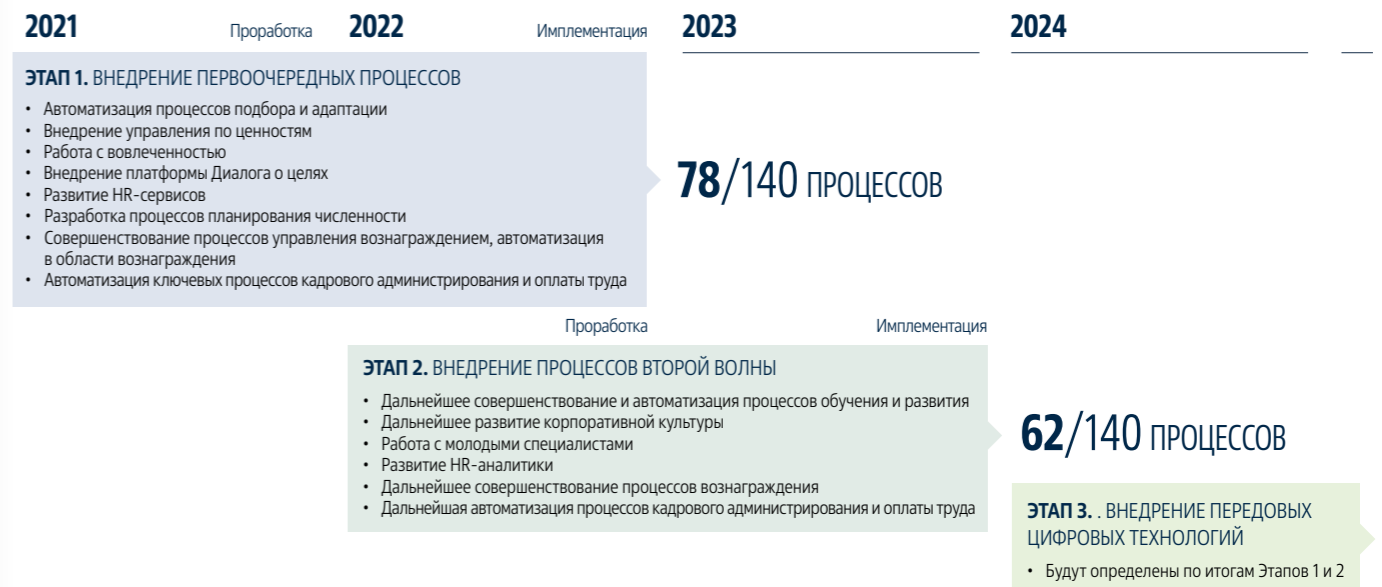 2021 Проработка 2022 Имплементация 2023 2024
ЭТАП 1. ВНЕДРЕНИЕ ПЕРВООЧЕРЕДНЫХ ПРОЦЕССОВ
• Автоматизация процессов подбора и адаптации
• Внедрение управления по ценностям
• Работа с вовлеченностью
• Внедрение платформы Диалога о целях
• Развитие HR-сервисов
• Разработка процессов планирования численности
• Совершенствование процессов управления вознаграждением, автоматизация
в области вознаграждения
• Автоматизация ключевых процессов кадрового администрирования и оплаты труда
78/140 ПРОЦЕССОВ
Проработка Имплементация
ЭТАП 2. ВНЕДРЕНИЕ ПРОЦЕССОВ ВТОРОЙ ВОЛНЫ
• Дальнейшее совершенствование и автоматизация процессов обучения и развития
• Дальнейшее развитие корпоративной культуры
• Работа с молодыми специалистами
• Развитие HR-аналитики
• Дальнейшее совершенствование процессов вознаграждения
• Дальнейшая автоматизация процессов кадрового администрирования и оплаты труда
62/140 ПРОЦЕССОВ
ЭТАП 3. . ВНЕДРЕНИЕ ПЕРЕДОВЫХ
ЦИФРОВЫХ ТЕХНОЛОГИЙ
• Будут определены по итогам Этапов 1 и 2